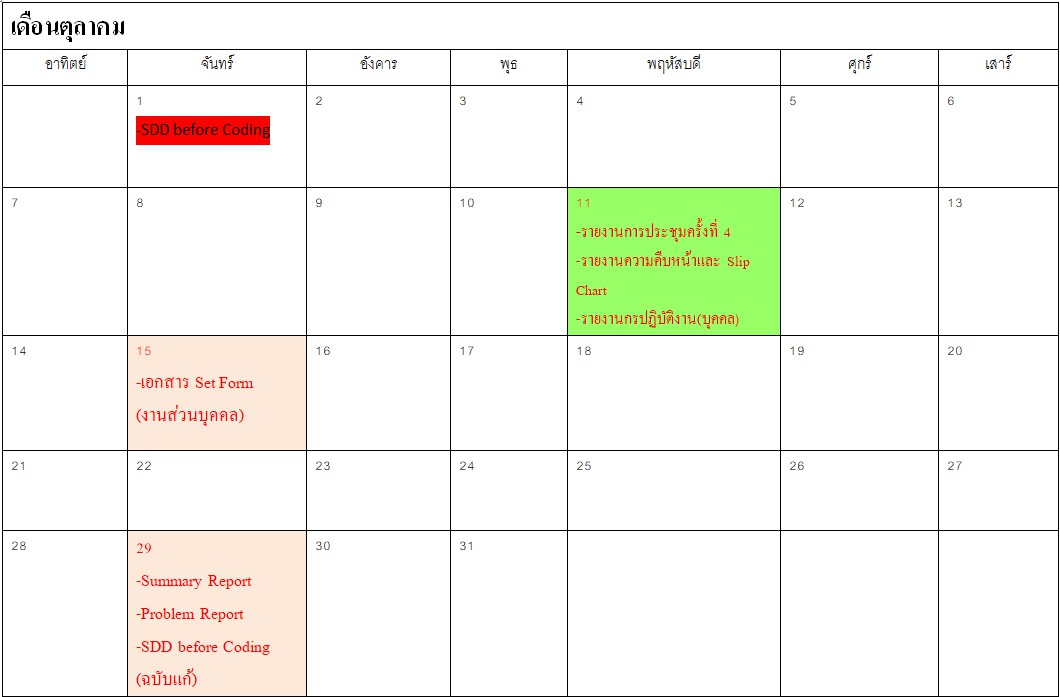 เดือนตุลาคม
อาทิตย์ จันทร์ อังคาร พุธ พฤหัสบดี ศุกร์ เสาร์
1 2 3 4 5 6
-SDD before Coding
7 8 9 10 11 12 13
-รายงานการประชุมครั้งที่ 4
-รายงานความคืบหน้าและ Slip
Chart
-รายงานกรปฏิบัติงาน(บุคคล)
14 15 16 17 18 19 20
-เอกสาร Set Form
(งานส่วนบุคคล)
21 22 23 24 25 26 27
28 29 30 31
-Summary Report
-Problem Report
-SDD before Coding
(ฉบับแก้)